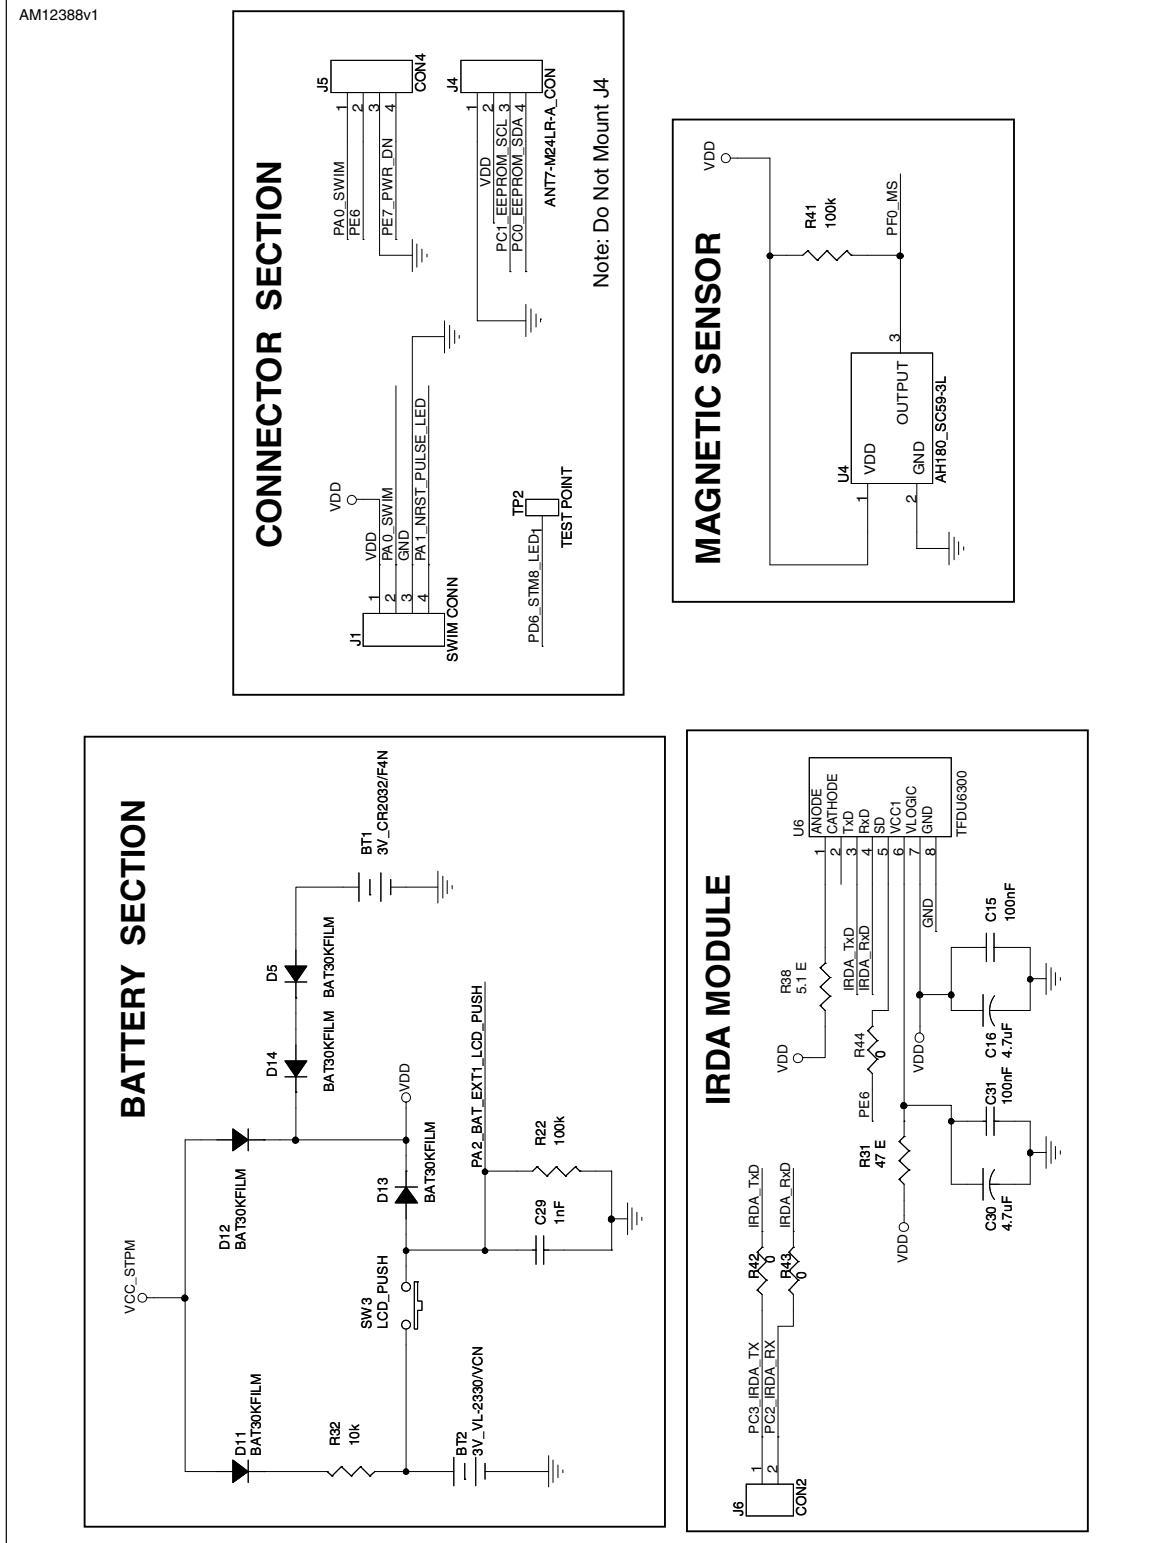 AM12388v1
CONNECTOR SECTION
J5
CON4
1
2
3
4
PA0_SWIM
PE6
PE7_PWR_DN
J4
ANT7-M24LR-A_CON
1
2
3
4
VDD
PC1_EEPROM_SCL
PC0_EEPROM_SDA
Note: Do Not Mount J4
VDD
J1
SWIM CONN
1
2
3
4
VDD
PA0_SWIM
GND
PA1_NRST_PULSE_LED
TP2
TEST POINT
PD6_STM8_LED
1
MAGNETIC SENSOR
VDD
R41
100k
PF0_MS
U4
VDD
GND
OUTPUT
1
2
3
AH180_SC59-3L
BATTERY SECTION
VCC_STPM
D11
BAT30KFILM
D12
BAT30KFILM
D14
BAT30KFILM
D5
BAT30KFILM
BT1
3V_CR2032/F4N
R32
10k
BT2
3V_VL-2330/VCN
SW3
LCD_PUSH
D13
BAT30KFILM
VDD
PA2_BAT_EXT1_LCD_PUSH
C29
1nF
R22
100k
IRDA MODULE
J6
CON2
1
2
PC3_IRDA_TX
PC2_IRDA_RX
R42
0
R43
0
IRDA_TxD
IRDA_RxD
VDD
R38
5.1 E
IRDA_TxD
IRDA_RxD
PE6
R44
0
VDD
R31
47 E
VDD
U6
ANODE
CATHODE
TxD
RxD
SD
VCC1
VLOGIC
GND
TFDU6300
1
2
3
4
5
6
7
8
GND
C15
100nF
C16
4.7uF
C31
100nF
C30
4.7uF